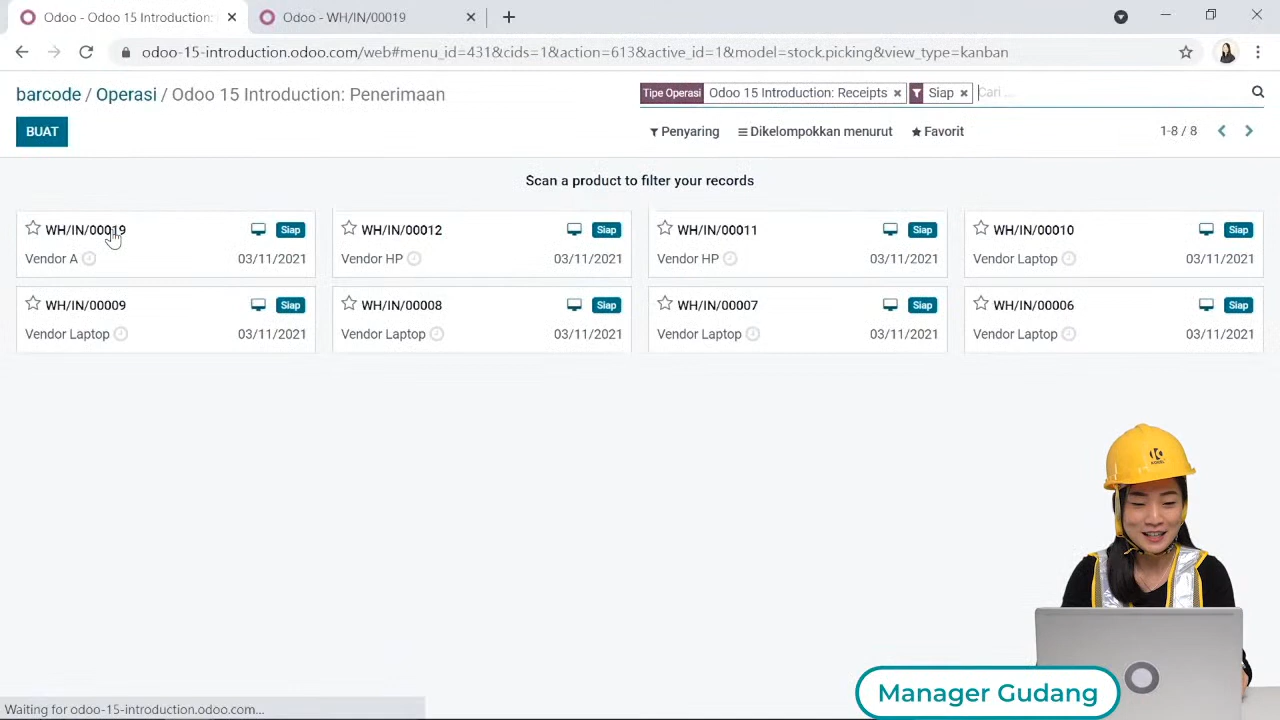 Odoo - Odoo 15 Introduction:
Odoo - WH/IN/00019
odoo-15-introduction.odoo.com/web#menu_id=431&cids=1&action=613&active_id=1&model=stock.picking&view_type=kanban
barcode / Operasi / Odoo 15 Introduction: Penerimaan
Tipe Operasi Odoo 15 Introduction: Receipts Siap Cari ...
BUAT
Penyaring Dikelompokkan menurut Favorit 1-8 / 8
Scan a product to filter your records
WH/IN/00019 Siap
Vendor A 03/11/2021
WH/IN/00012 Siap
Vendor HP 03/11/2021
WH/IN/00011 Siap
Vendor HP 03/11/2021
WH/IN/00010 Siap
Vendor Laptop 03/11/2021
WH/IN/00009 Siap
Vendor Laptop 03/11/2021
WH/IN/00008 Siap
Vendor Laptop 03/11/2021
WH/IN/00007 Siap
Vendor Laptop 03/11/2021
WH/IN/00006 Siap
Vendor Laptop 03/11/2021
Manager Gudang
Waiting for odoo-15-introduction.odoo.com...